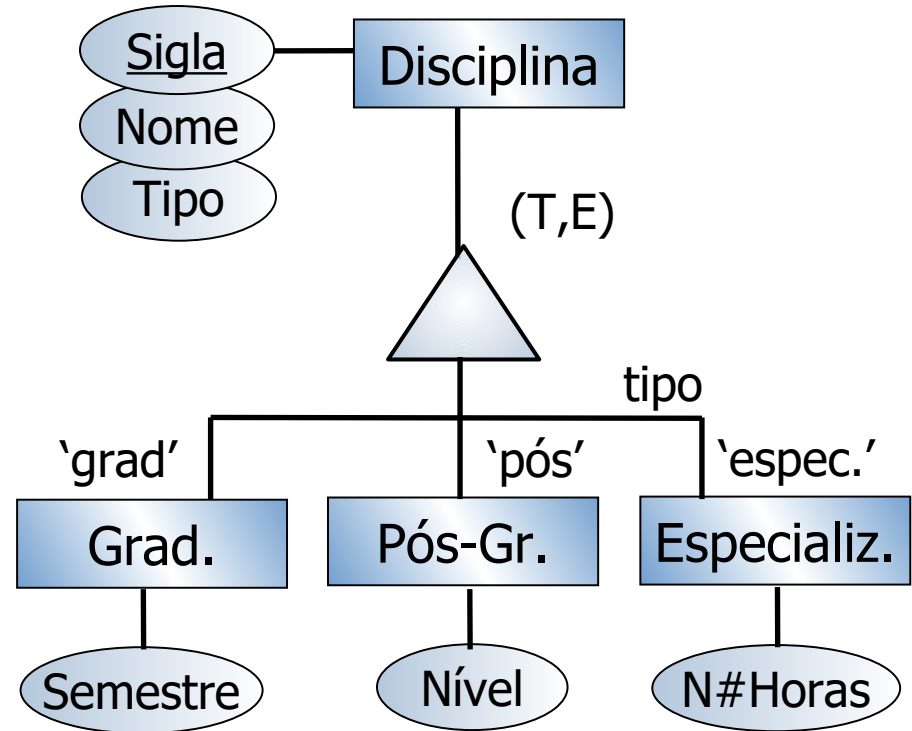 Sigla
Disciplina
Nome
Tipo
(T,E)
tipo
‘grad’
‘pós’
‘espec.’
Grad.
Pós-Gr.
Especializ.
Semestre
Nível
N#Horas